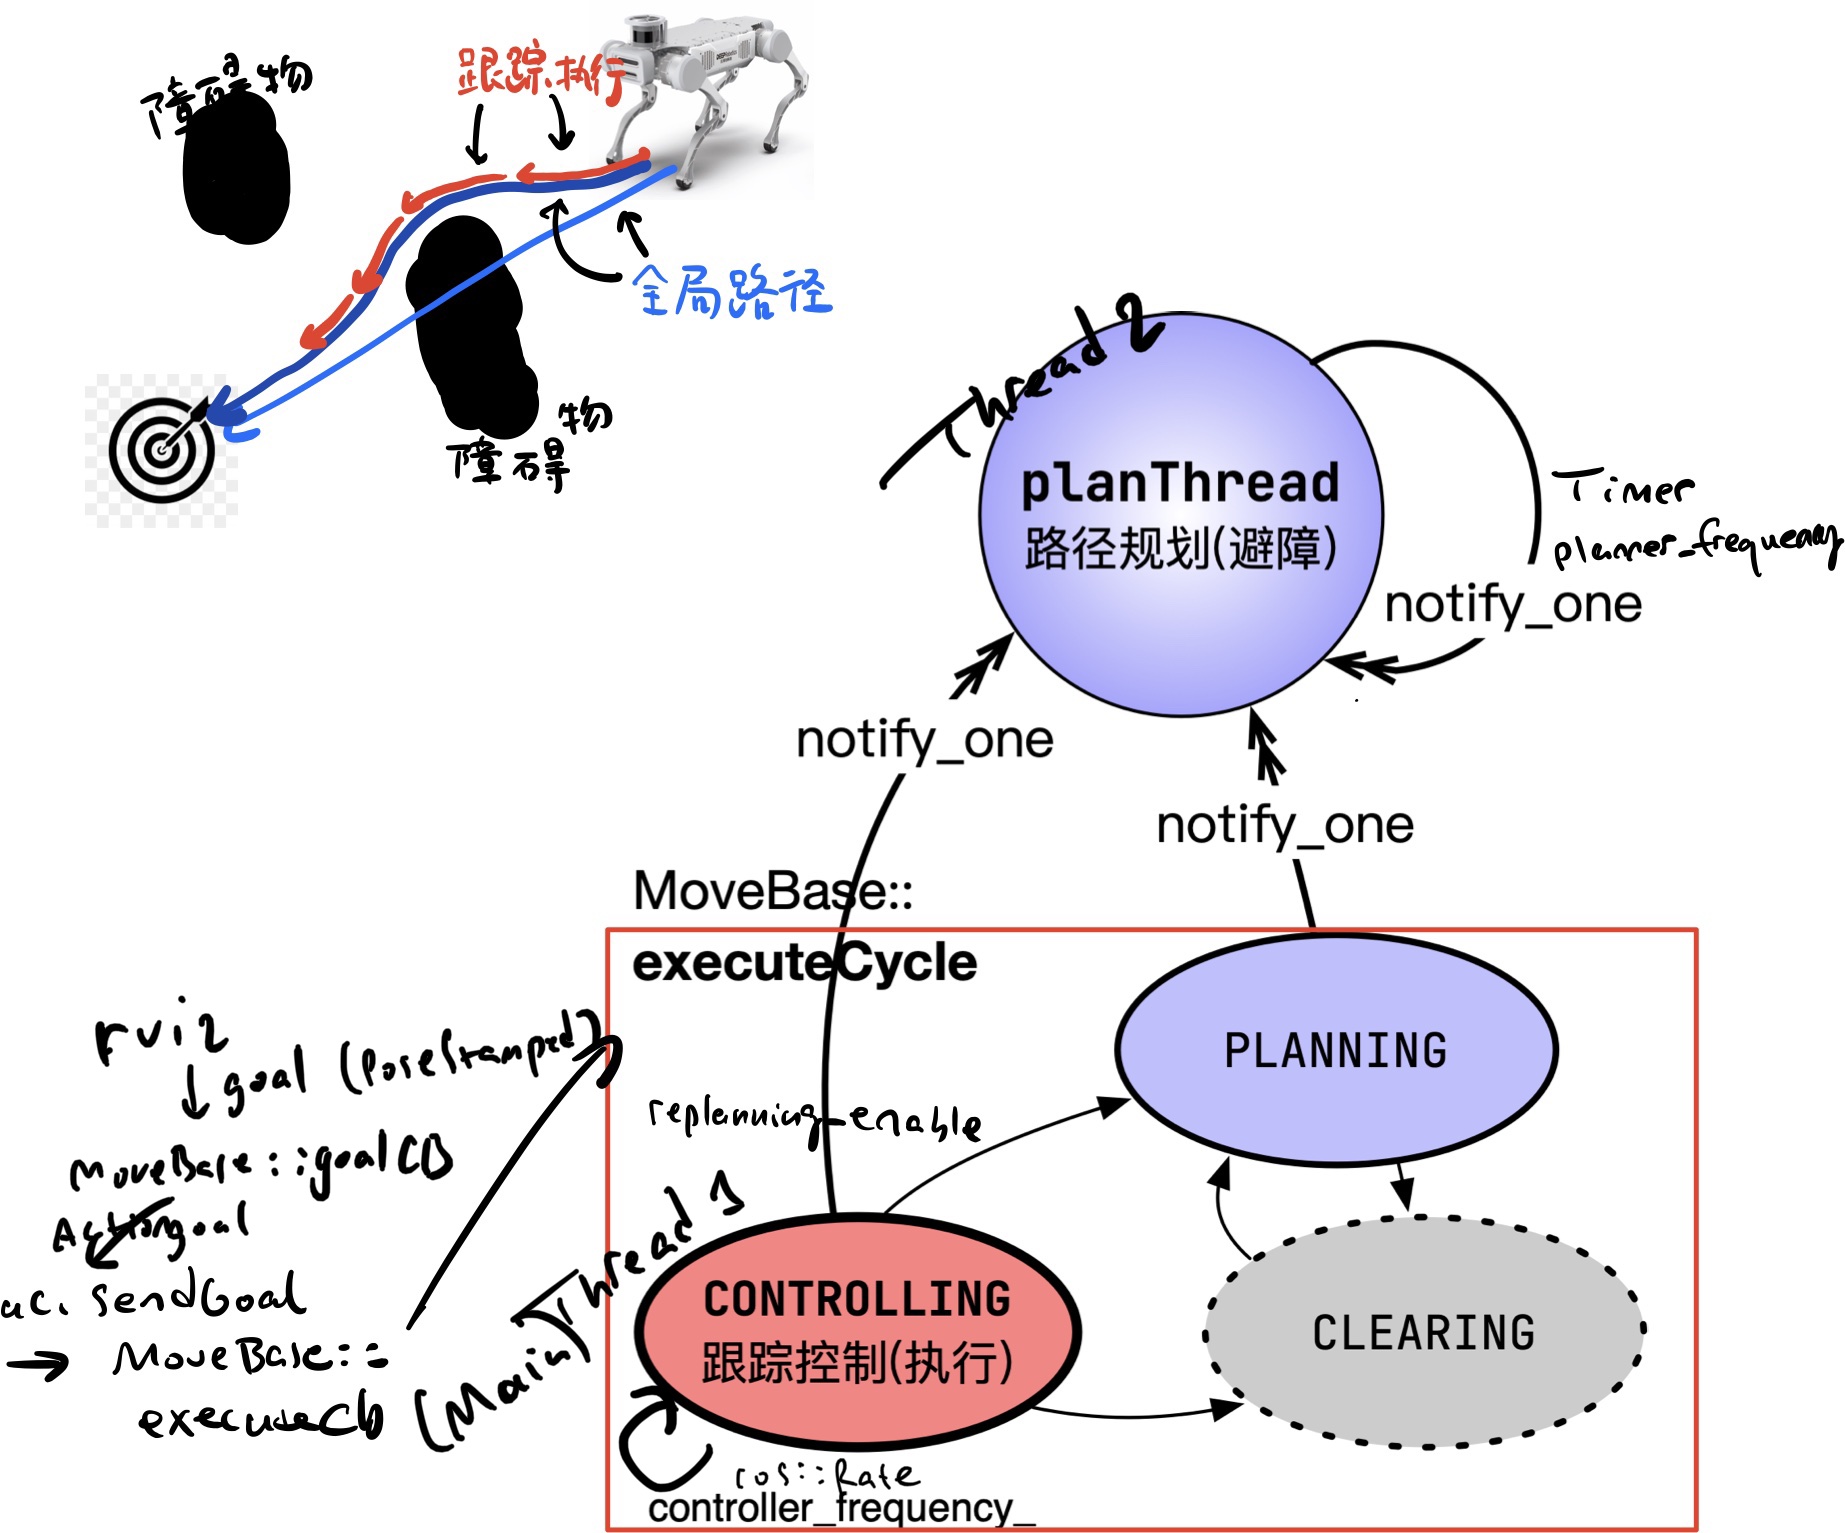 障碍物
跟踪.执行
全局路径
障碍物
Thread 2
planThread
路径规划(避障)
Timer
planner_frequency
notify_one
notify_one
notify_one
MoveBase::
executeCycle
rviz
goal (PoseStamped)
MoveBase::goalCB
Action goal
ac. sendGoal
→ MoveBase::
executeCb
(Main) Thread 1
replanning_enable
PLANNING
CONTROLLING
跟踪控制(执行)
CLEARING
ros::Rate
controller_frequency_